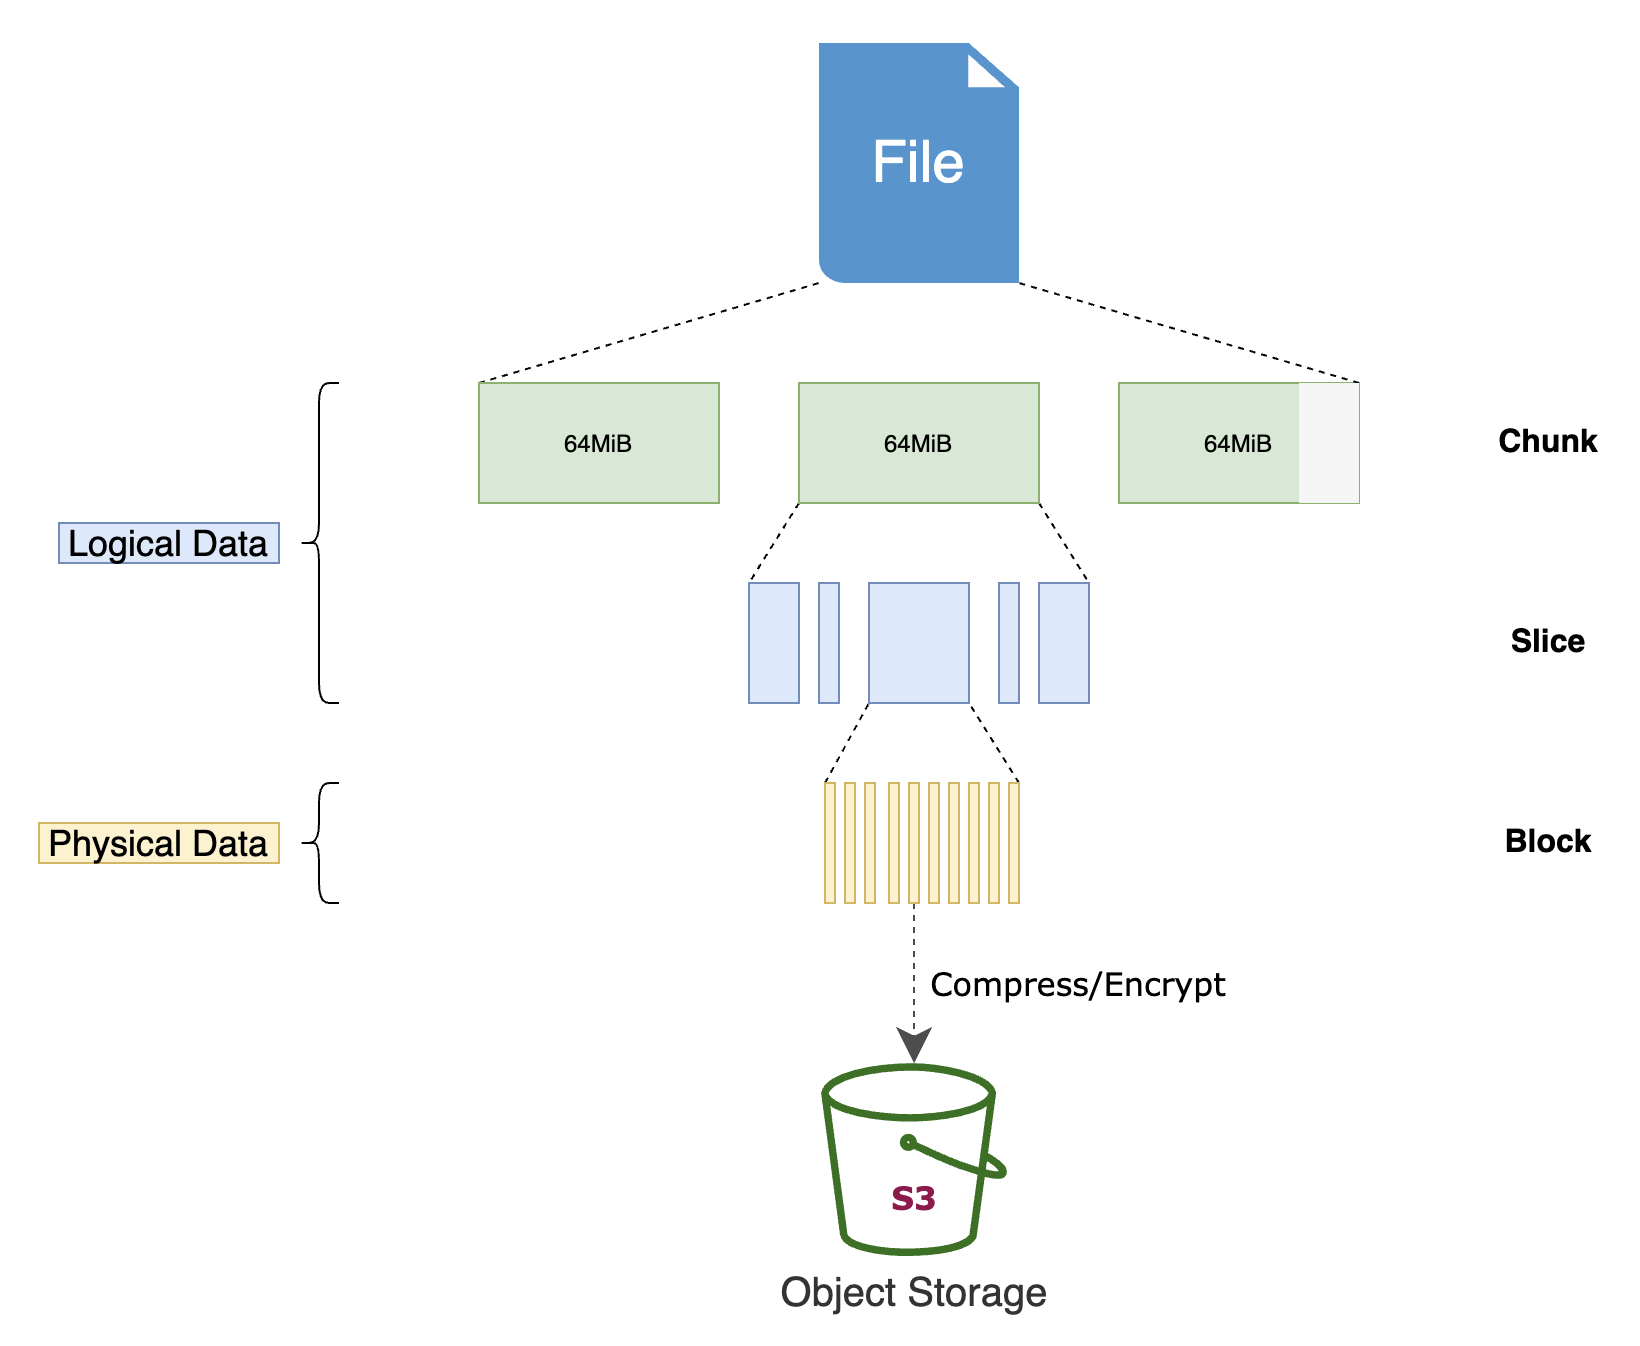 File
64MiB
64MiB
64MiB
Chunk
Logical Data
Slice
Physical Data
Block
Compress/Encrypt
S3
Object Storage